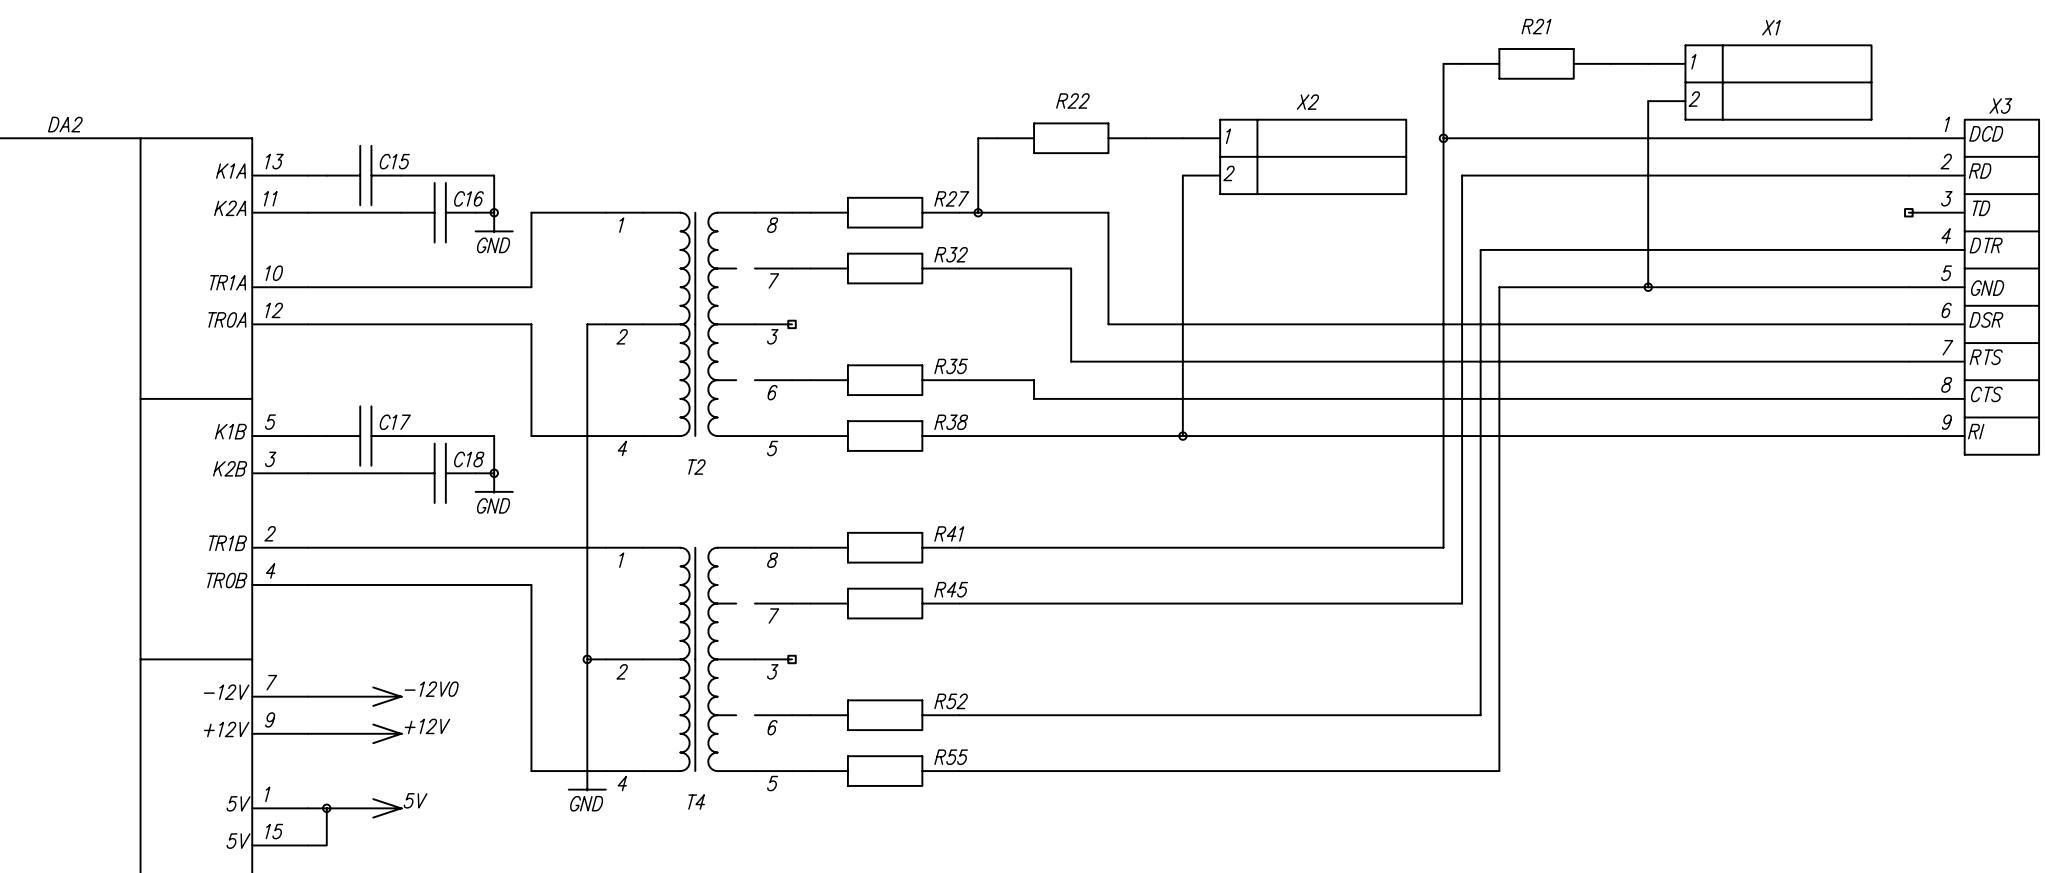 R21
X1
1
2
R22
X2
1
2
X3
1 DCD
2 RD
3 TD
4 DTR
5 GND
6 DSR
7 RTS
8 CTS
9 RI
DA2
K1A 13 C15
K2A 11 C16
GND
TR1A 10
TR0A 12
1
2
4
T2
8 R27
7 R32
3
6 R35
5 R38
K1B 5 C17
K2B 3 C18
GND
TR1B 2
TR0B 4
1
2
4
GND
T4
8 R41
7 R45
3
6 R52
5 R55
-12V 7 -12V0
+12V 9 +12V
5V 1 5V
5V 15